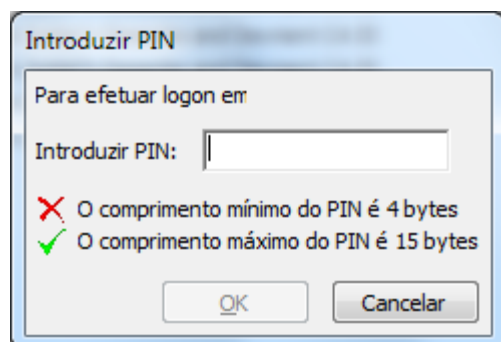 Introduzir PIN
Para efetuar logon em
Introduzir PIN:
O comprimento mínimo do PIN é 4 bytes
O comprimento máximo do PIN é 15 bytes
OK
Cancelar